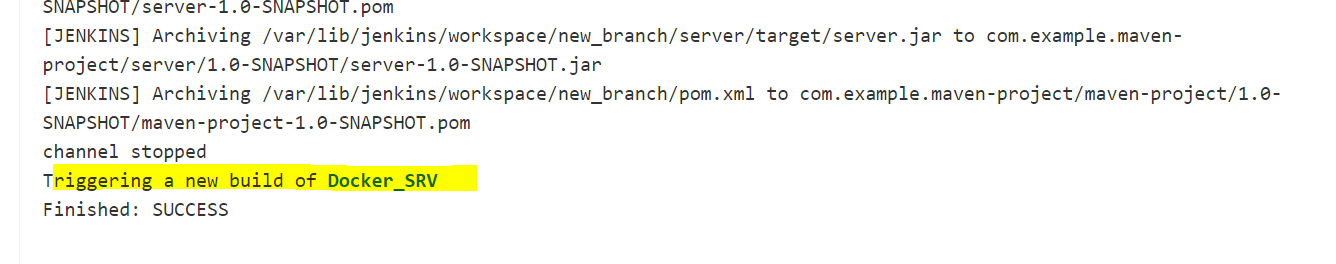 SNAPSHOT/server-1.0-SNAPSHOT.pom
[JENKINS] Archiving /var/lib/jenkins/workspace/new_branch/server/target/server.jar to com.example.maven-
project/server/1.0-SNAPSHOT/server-1.0-SNAPSHOT.jar
[JENKINS] Archiving /var/lib/jenkins/workspace/new_branch/pom.xml to com.example.maven-project/maven-project/1.0-
SNAPSHOT/maven-project-1.0-SNAPSHOT.pom
channel stopped
Triggering a new build of Docker_SRV
Finished: SUCCESS